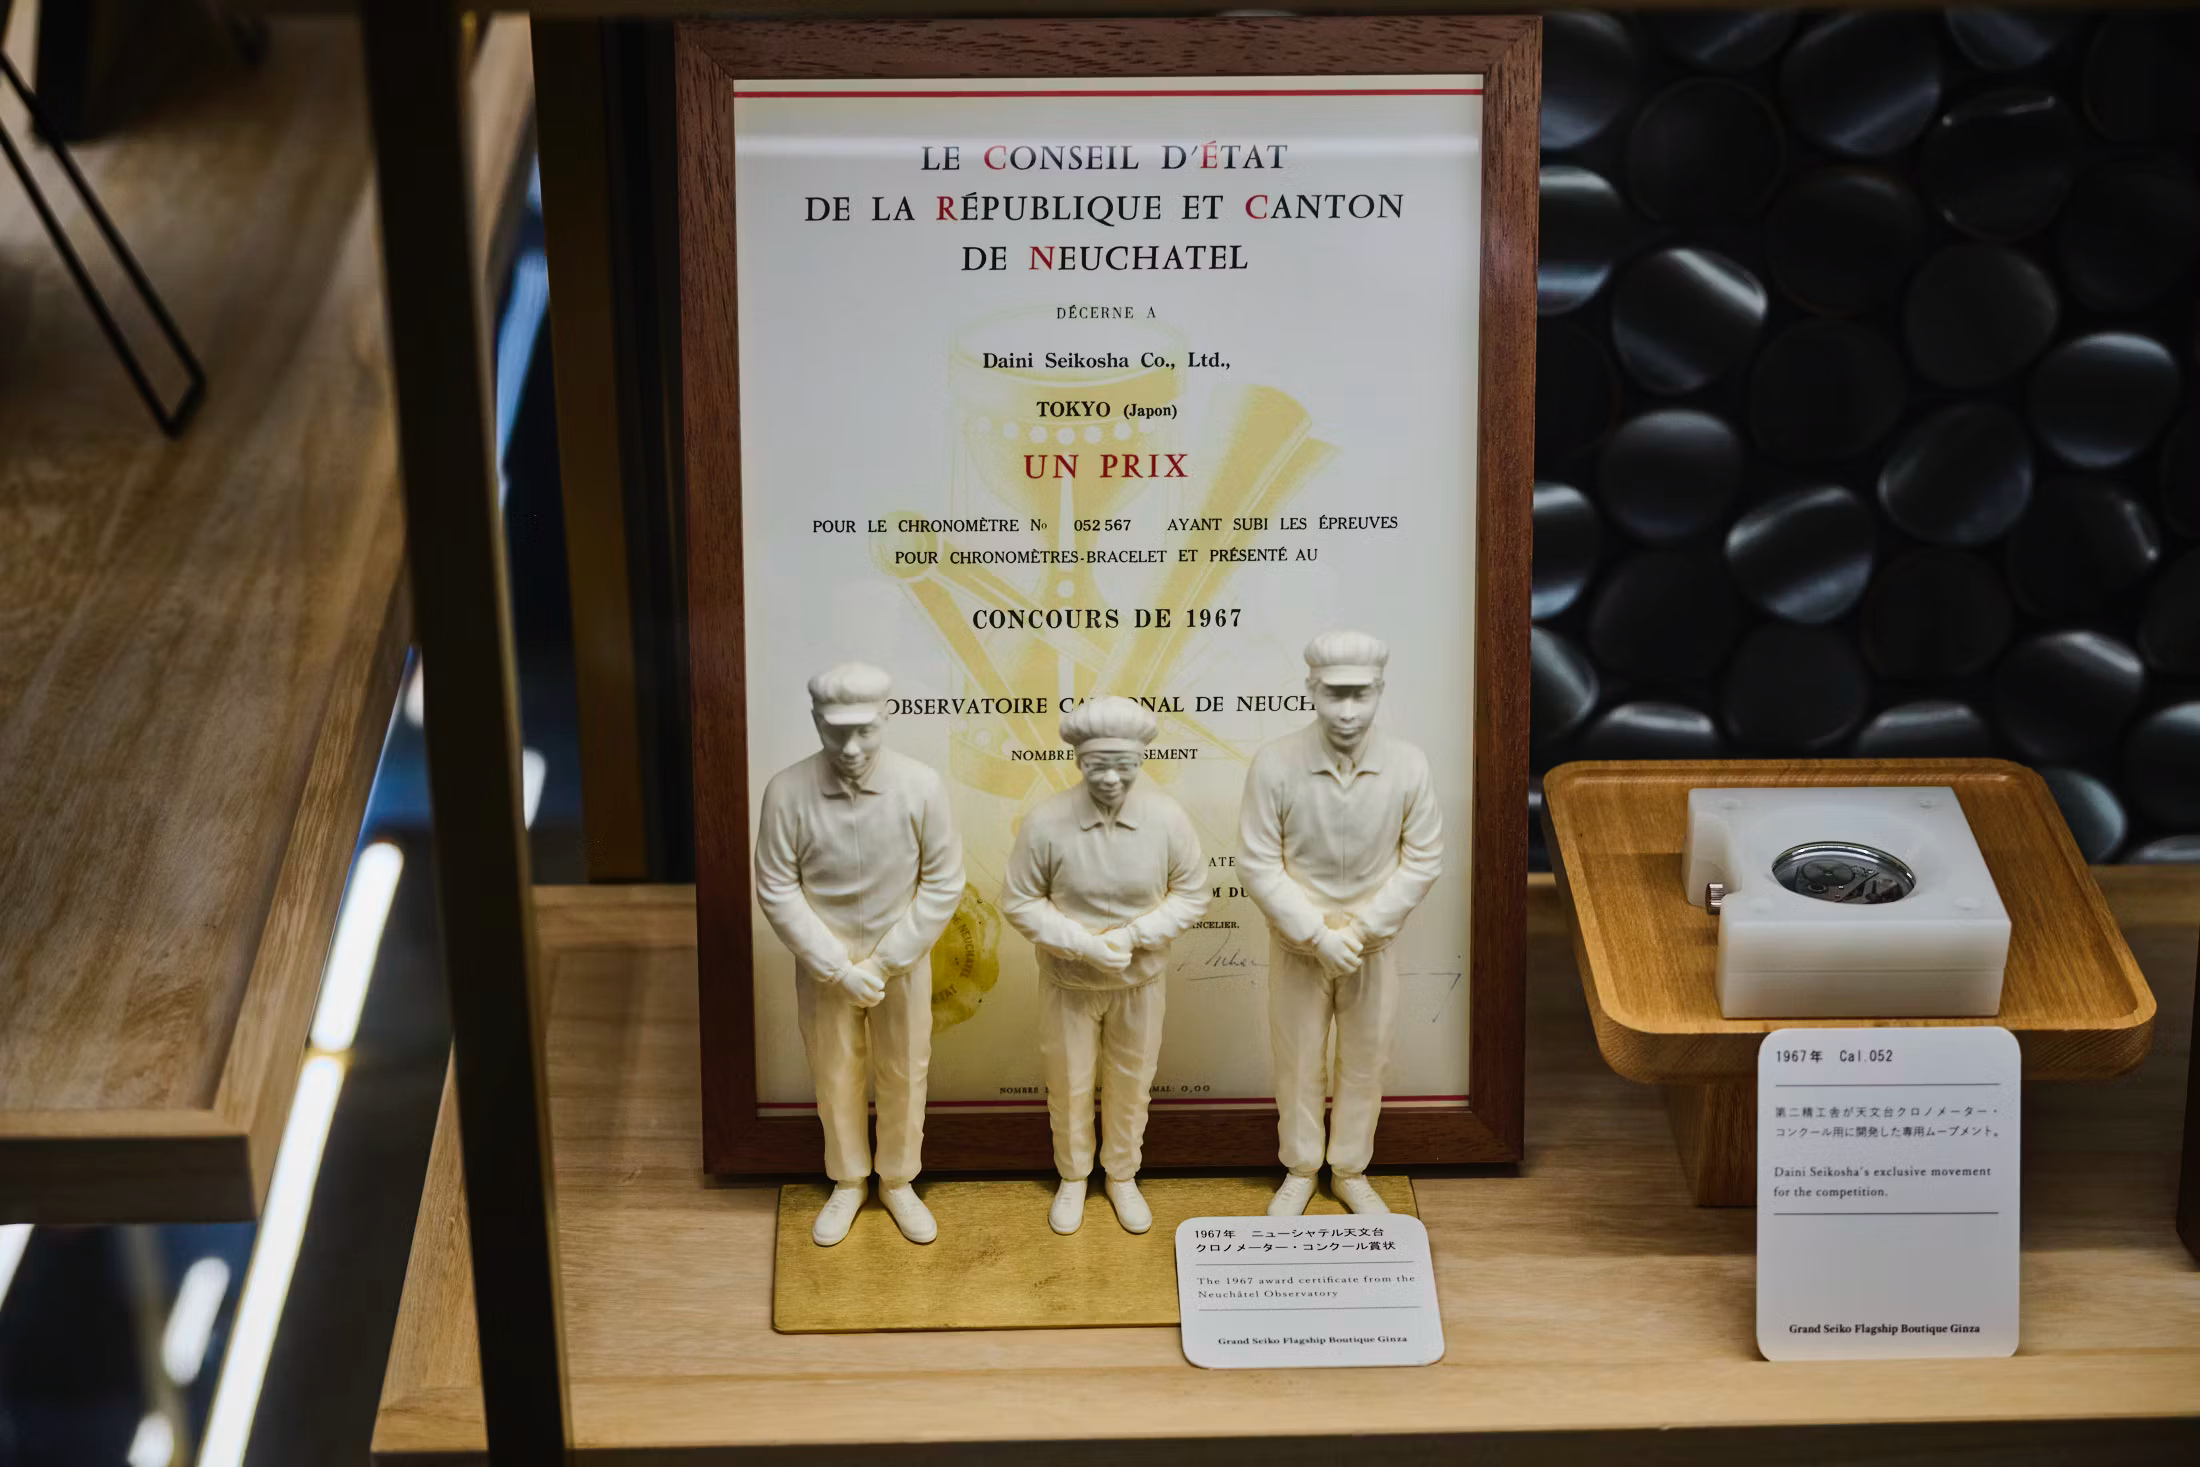 LE CONSEIL D'ÉTAT
DE LA RÉPUBLIQUE ET CANTON
DE NEUCHATEL
DÉCERNE A
Daini Seikosha Co., Ltd.,
TOKYO (Japon)
UN PRIX
POUR LE CHRONOMÈTRE No 052 567 AYANT SUBI LES ÉPREUVES
POUR CHRONOMÈTRES-BRACELET ET PRÉSENTÉ AU
CONCOURS DE 1967
OBSERVATOIRE DE
NOMBRE
NOMBRE 0,00
1967年 ニューシャテル天文台
クロノメーター・コンクール賞状
The 1967 award certificate from the
Neuchâtel Observatory
Grand Seiko Flagship Boutique Ginza
1967年 Cal.052
第二精工舎が天文台クロノメーター・
コンクール用に開発した専用ムーブメント。
Daini Seikosha's exclusive movement
for the competition.
Grand Seiko Flagship Boutique Ginza